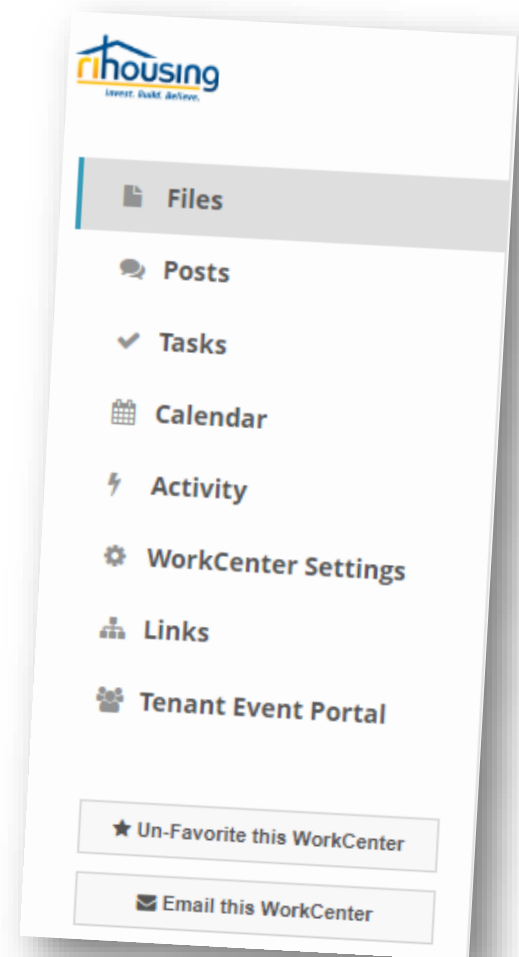 rihousing
Invest. Build. Believe.
Files
Posts
Tasks
Calendar
Activity
WorkCenter Settings
Links
Tenant Event Portal
Un-Favorite this WorkCenter
Email this WorkCenter